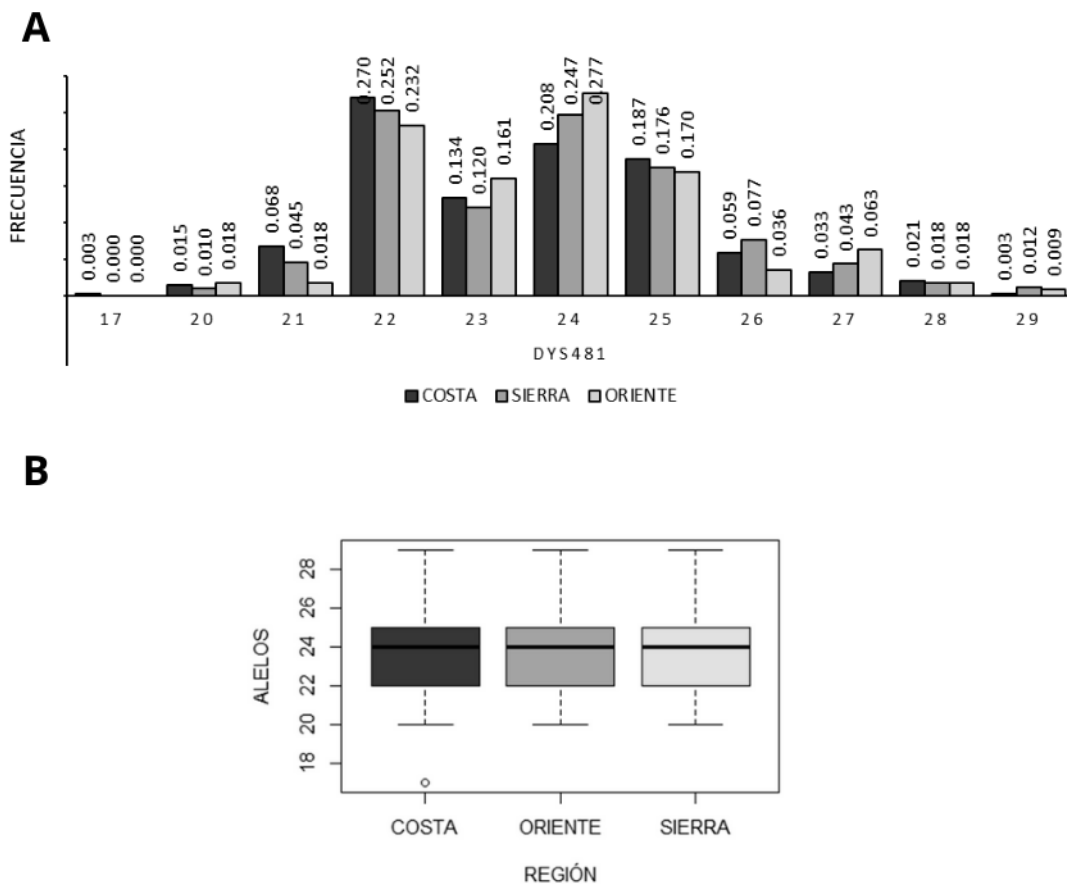 A
FRECUENCIA
0.003 0.000 0.000 0.015 0.010 0.018 0.068 0.045 0.018 0.270 0.252 0.232 0.134 0.120 0.161 0.208 0.247 0.277 0.187 0.176 0.170 0.059 0.077 0.036 0.033 0.043 0.063 0.021 0.018 0.018 0.003 0.012 0.009
17 20 21 22 23 24 25 26 27 28 29
DYS481
COSTA SIERRA ORIENTE
B
ALELOS
28
26
24
22
20
18
COSTA ORIENTE SIERRA
REGIÓN